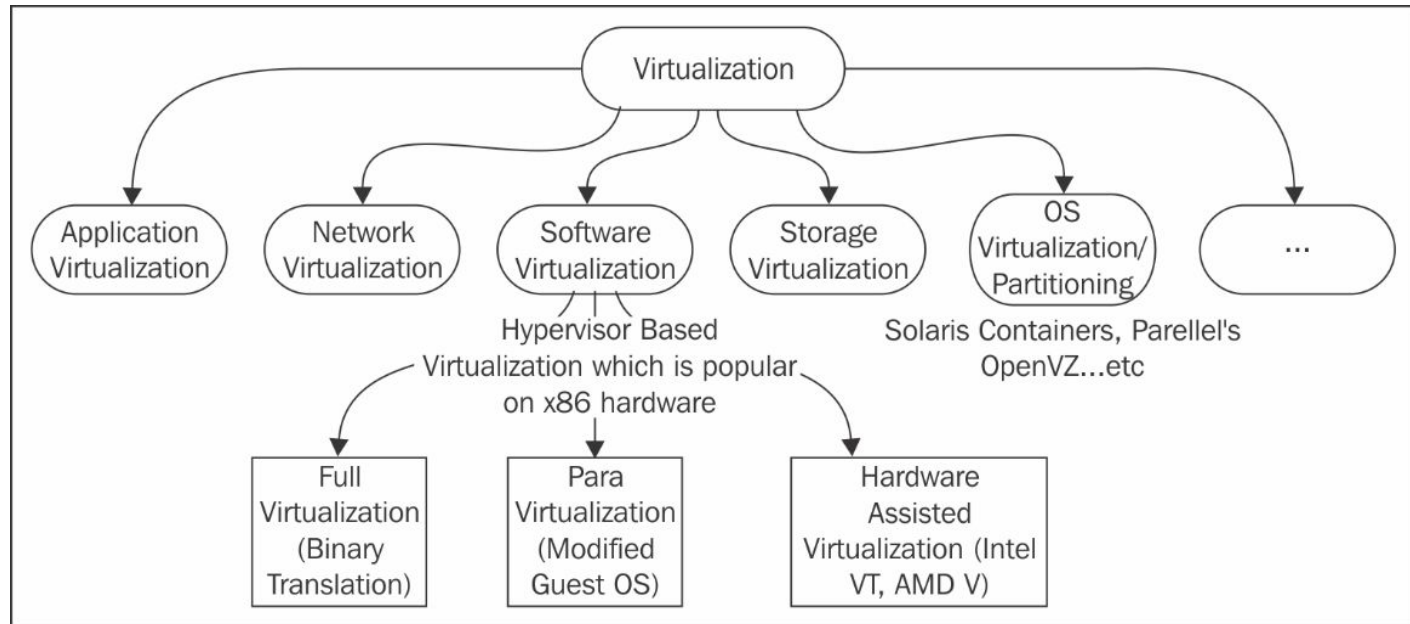 Virtualization
Application
Virtualization
Network
Virtualization
Software
Virtualization
Storage
Virtualization
OS
Virtualization/
Partitioning
...
Hypervisor Based
Virtualization which is popular
on x86 hardware
Solaris Containers, Parellel's
OpenVZ...etc
Full
Virtualization
(Binary
Translation)
Para
Virtualization
(Modified
Guest OS)
Hardware
Assisted
Virtualization (Intel
VT, AMD V)